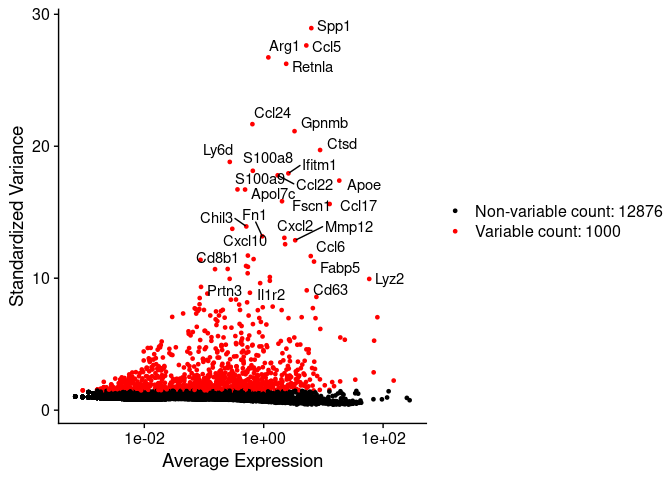 30
Spp1
Arg1
Ccl5
Retnla
Ccl24
Gpnmb
20
Ctsd
Ly6d
S100a8
Ifitm1
S100a9
Ccl22
Apoe
Apol7c
Fscn1
Ccl17
Chil3
Fn1
Cxcl2
Mmp12
Cxcl10
Ccl6
Cd8b1
Fabp5
10
Lyz2
Prtn3
Il1r2
Cd63
0
Standardized Variance
1e-02
1e+00
1e+02
Average Expression
Non-variable count: 12876
Variable count: 1000